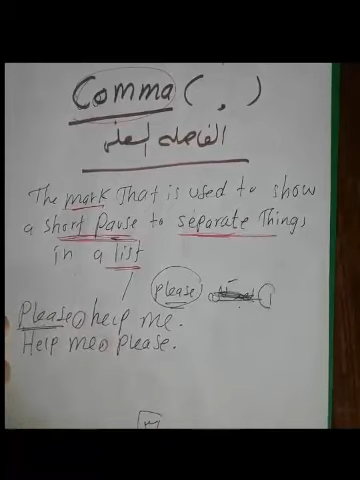 Comma ( , )
الفاصله
The mark That is used to show
a short Pause to separate Things
in a list
please
Please, help me.
Help me, please.